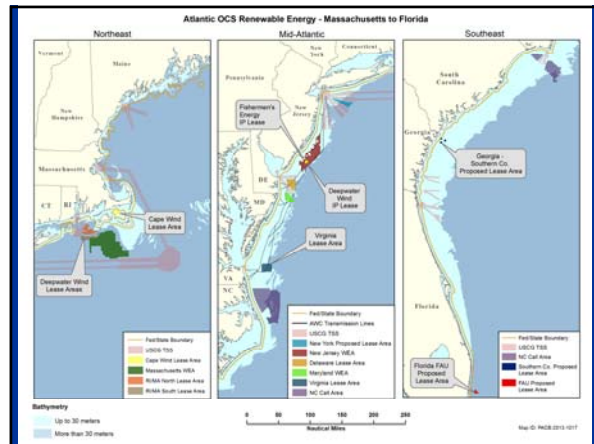 Atlantic OCS Renewable Energy - Massachusetts to Florida
Northeast
Vermont
Maine
New
Hampshire
Massachusetts
CT
RI
Cape Wind
Lease Area
Deepwater Wind
Lease Areas
Fed/State Boundary
USCG TSS
Cape Wind Lease Area
Massachusetts WEA
RI/MA North Lease Area
RI/MA South Lease Area
Mid-Atlantic
New
York
Connecticut
Pennsylvania
Fishermen's
Energy
IP Lease
New
Jersey
DE
MD
Deepwater
Wind
IP Lease
Virginia
Lease Area
VA
NC
Fed/State Boundary
AWC Transmission Lines
USCG TSS
New York Proposed Lease Area
New Jersey WEA
Delaware Lease Area
Maryland WEA
Virginia Lease Area
NC Call Area
Southeast
NC
South
Carolina
Georgia
Georgia -
Southern Co.
Proposed Lease Area
Florida
Florida FAU
Proposed
Lease Area
Fed/State Boundary
USCG TSS
NC Call Area
Southern Co. Proposed
Lease Area
FAU Proposed
Lease Area
Bathymetry
Up to 30 meters
More than 30 meters
0 50 100 150 200 250
Nautical Miles
Map ID: PACB-2013-1017